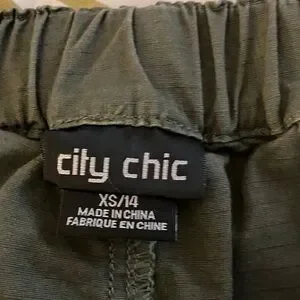 city chic
XS/14
MADE IN CHINA
FABRIQUE EN CHINE